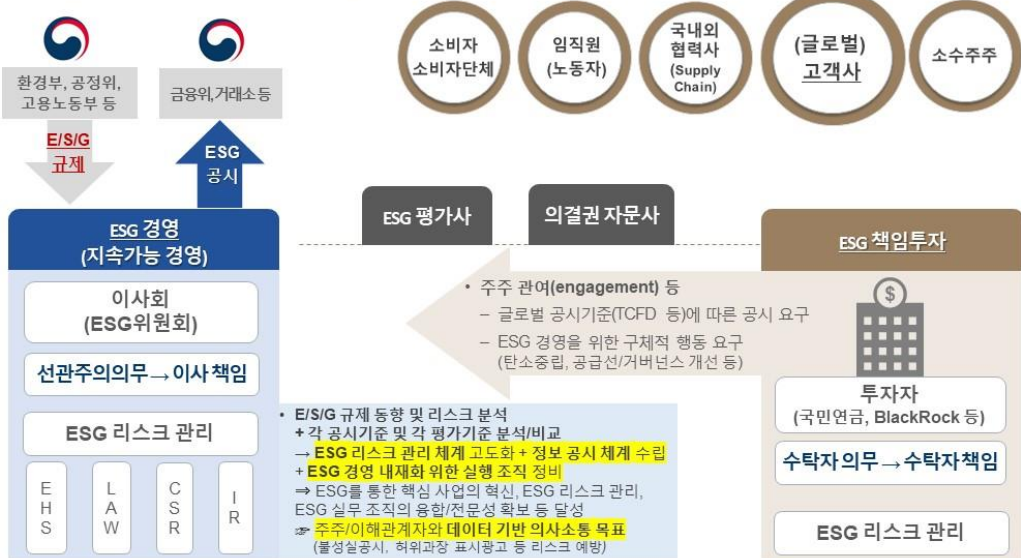 환경부, 공정위,
고용노동부 등
금융위,거래소 등
소비자
소비자단체
임직원
(노동자)
국내외
협력사
(Supply
Chain)
(글로벌)
고객사
소수주주
E/S/G
규제
ESG
공시
ESG 평가사
의결권 자문사
ESG 경영
(지속가능 경영)
ESG 책임투자
이사회
(ESG위원회)
선관주의의무→이사 책임
ESG 리스크 관리
EHS
LAW
CSR
IR
• 주주 관여(engagement) 등
– 글로벌 공시기준(TCFD 등)에 따른 공시 요구
– ESG 경영을 위한 구체적 행동 요구
(탄소중립, 공급선/거버넌스 개선 등)
• E/S/G 규제 동향 및 리스크 분석
+ 각 공시기준 및 각 평가기준 분석/비교
→ ESG 리스크 관리 체계 고도화 + 정보 공시 체계 수립
+ ESG 경영 내재화 위한 실행 조직 정비
⇒ ESG를 통한 핵심 사업의 혁신, ESG 리스크 관리,
ESG 실무 조직의 융합/전문성 확보 등 달성
☞ 주주/이해관계자와 데이터 기반 의사소통 목표
(불성실공시, 허위과장 표시광고 등 리스크 예방)
$
투자자
(국민연금, BlackRock 등)
수탁자 의무→수탁자책임
ESG 리스크 관리